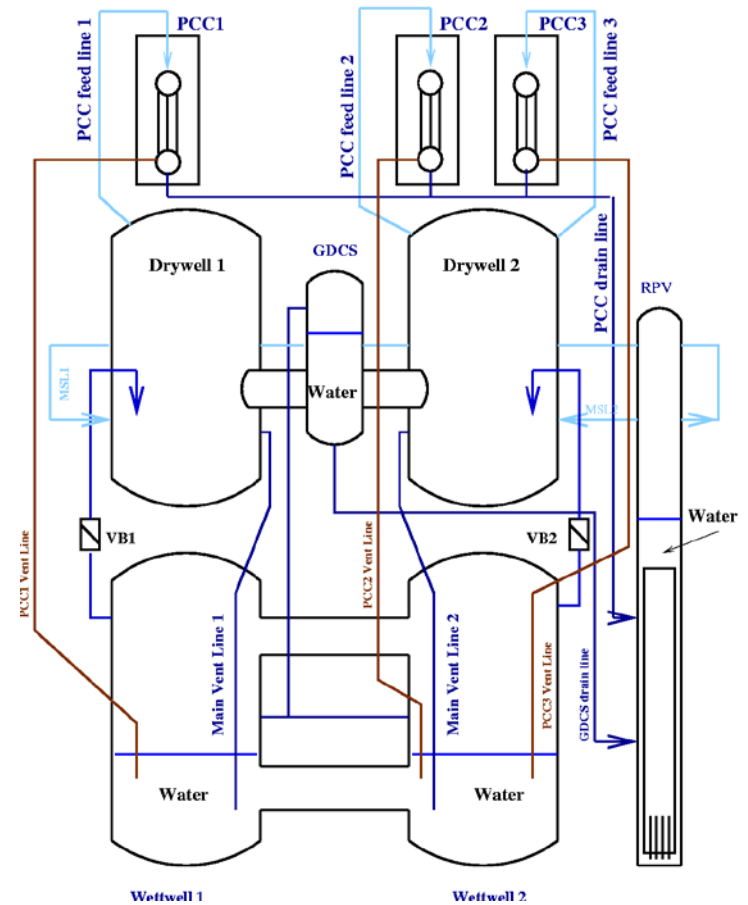 PCC1
PCC2
PCC3
PCC feed line 1
PCC feed line 2
PCC feed line 3
Drywell 1
GDCS
Drywell 2
PCC drain line
RPV
MSL1
Water
MSL2
VB1
VB2
Water
PCC1 Vent Line
PCC2 Vent Line
Main Vent Line 1
Main Vent Line 2
PCC3 Vent Line
GDCS drain line
Water
Water
Wettwell 1
Wettwell 2